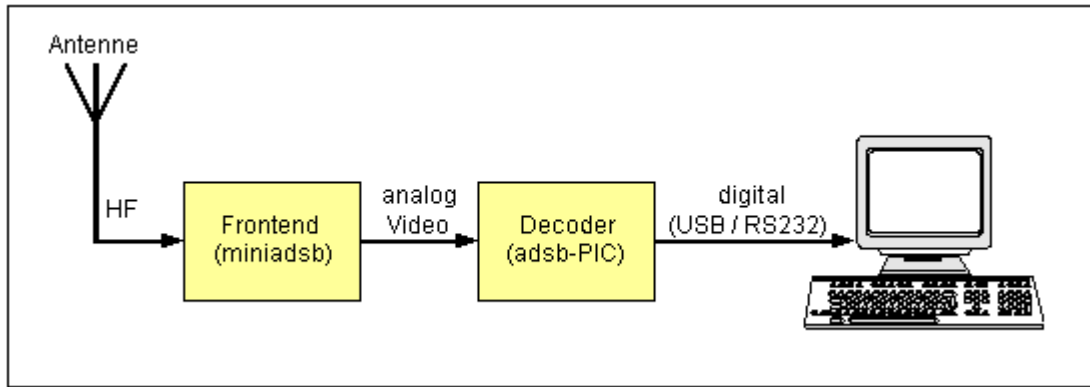 Antenne
HF
Frontend
(miniadsb)
analog
Video
Decoder
(adsb-PIC)
digital
(USB / RS232)